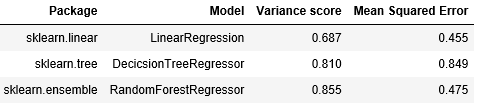 Package Model Variance score Mean Squared Error
sklearn.linear LinearRegression 0.687 0.455
sklearn.tree DecicsionTreeRegressor 0.810 0.849
sklearn.ensemble RandomForestRegressor 0.855 0.475